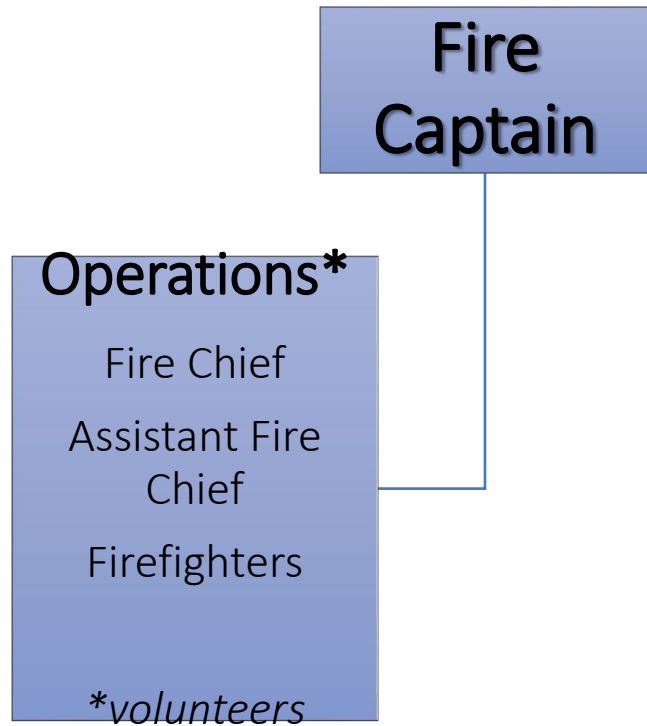 Fire
Captain
Operations*
Fire Chief
Assistant Fire
Chief
Firefighters
*volunteers